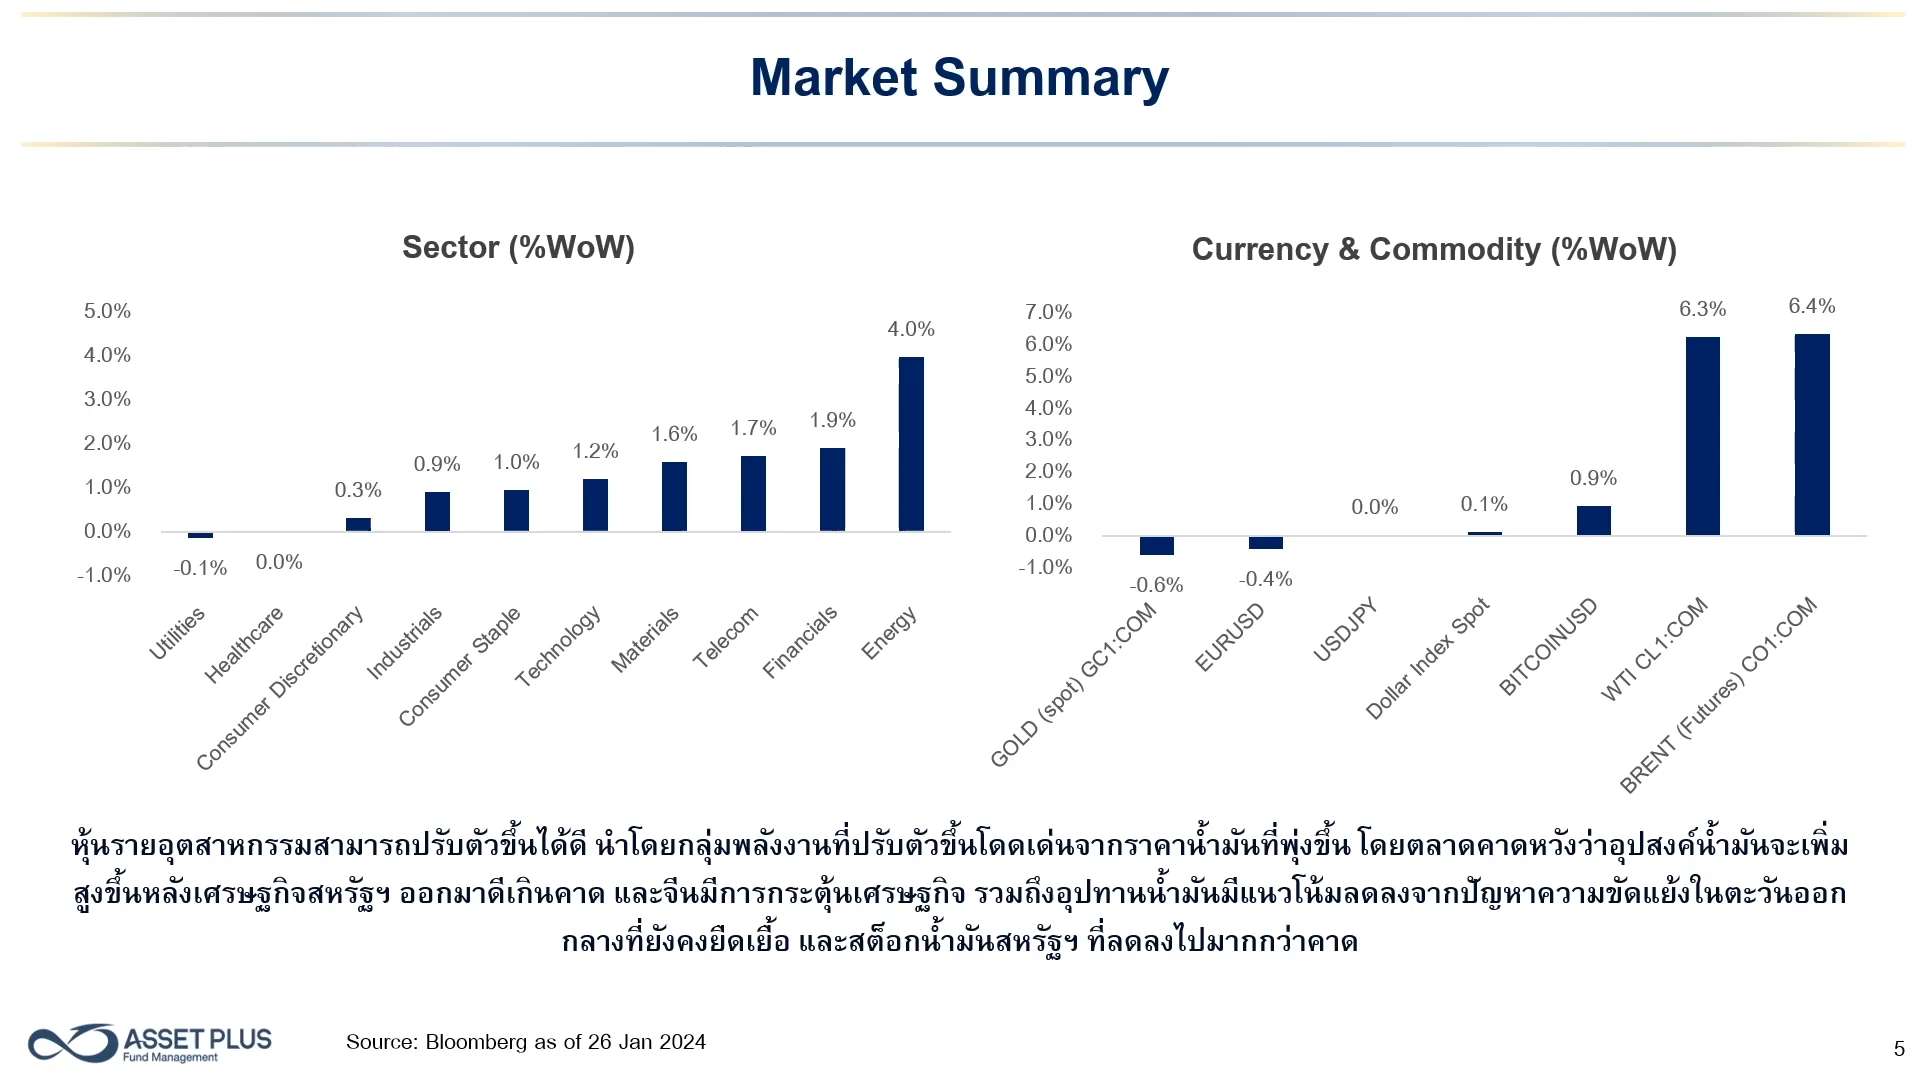 Market Summary
Sector (%WoW)
5.0%
4.0%
3.0%
2.0%
1.0%
0.0%
-1.0%
-0.1%
0.0%
0.3%
0.9%
1.0%
1.2%
1.6%
1.7%
1.9%
4.0%
Utilities
Healthcare
Consumer Discretionary
Industrials
Consumer Staple
Technology
Materials
Telecom
Financials
Energy
Currency & Commodity (%WoW)
7.0%
6.0%
5.0%
4.0%
3.0%
2.0%
1.0%
0.0%
-1.0%
-0.6%
-0.4%
0.0%
0.1%
0.9%
6.3%
6.4%
GOLD (spot) GC1:COM
EURUSD
USDJPY
Dollar Index Spot
BITCOINUSD
WTI CL1:COM
BRENT (Futures) CO1:COM
หุ้นรายอุตสาหกรรมสามารถปรับตัวขึ้นได้ดี นำโดยกลุ่มพลังงานที่ปรับตัวขึ้นโดดเด่นจากราคาน้ำมันที่พุ่งขึ้น โดยตลาดคาดหวังว่าอุปสงค์น้ำมันจะเพิ่ม
สูงขึ้นหลังเศรษฐกิจสหรัฐฯ ออกมาดีเกินคาด และจีนมีการกระตุ้นเศรษฐกิจ รวมถึงอุปทานน้ำมันมีแนวโน้มลดลงจากปัญหาความขัดแย้งในตะวันออก
กลางที่ยังคงยืดเยื้อ และสต็อกน้ำมันสหรัฐฯ ที่ลดลงไปมากกว่าคาด
ASSET PLUS
Fund Management
Source: Bloomberg as of 26 Jan 2024
5